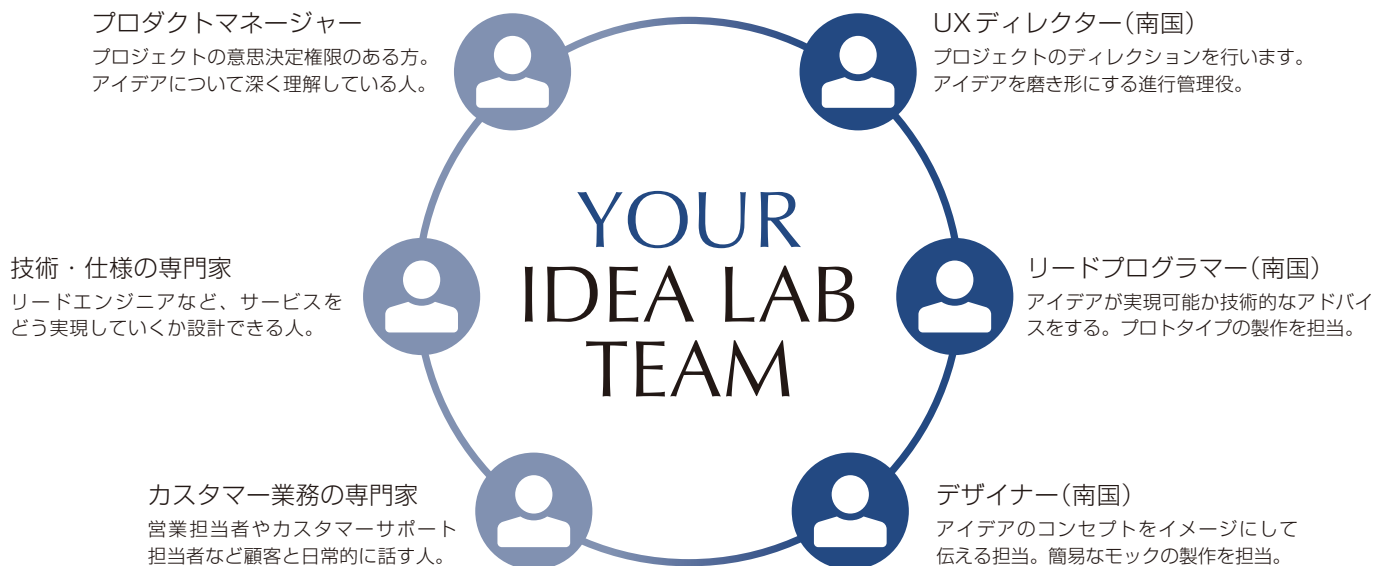 プロダクトマネージャー
プロジェクトの意思決定権限のある方。
アイデアについて深く理解している人。
UXディレクター(南国)
プロジェクトのディレクションを行います。
アイデアを磨き形にする進行管理役。
YOUR
IDEA LAB
TEAM
技術・仕様の専門家
リードエンジニアなど、サービスを
どう実現していくか設計できる人。
リードプログラマー(南国)
アイデアが実現可能か技術的なアドバイ
スをする。プロトタイプの製作を担当。
カスタマー業務の専門家
営業担当者やカスタマーサポート
担当者など顧客と日常的に話す人。
デザイナー(南国)
アイデアのコンセプトをイメージにして
伝える担当。簡易なモックの製作を担当。